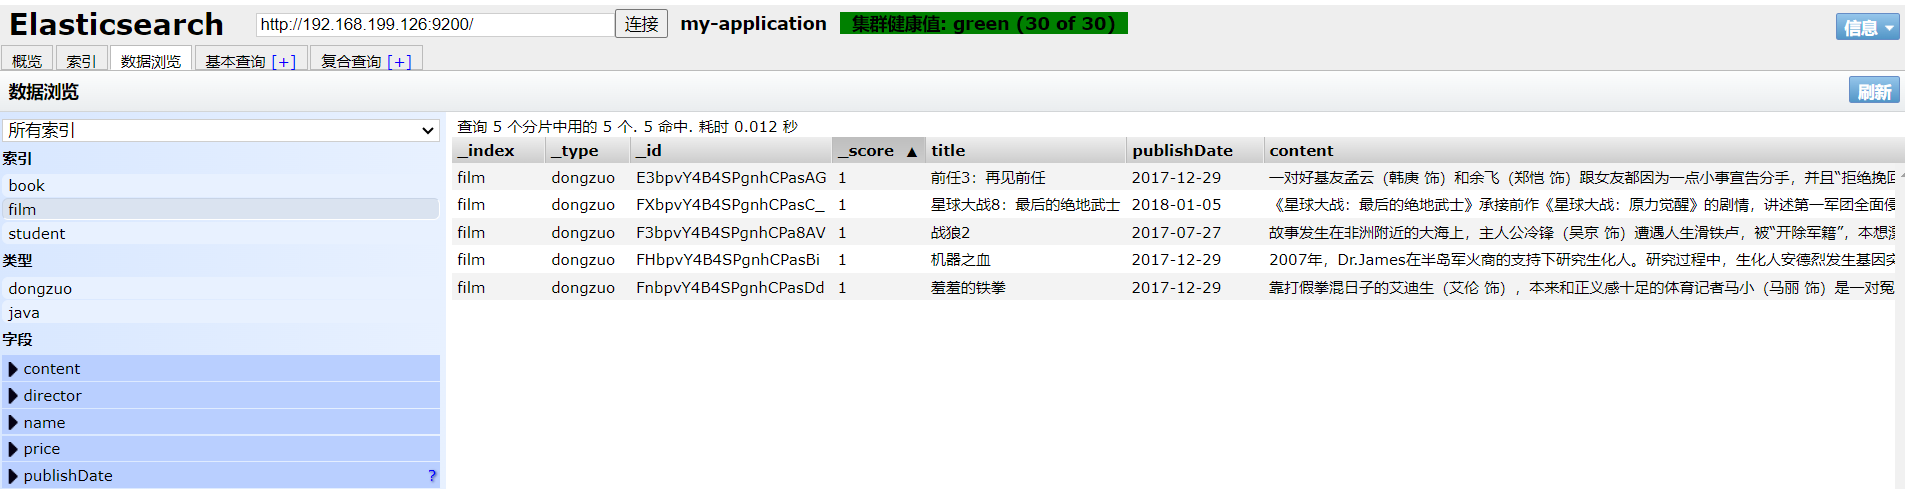 Elasticsearch http://192.168.199.126:9200/ 连接 my-application 集群健康值: green (30 of 30) 信息
概览 索引 数据浏览 基本查询 [+] 复合查询 [+]
数据浏览 刷新
所有索引
索引
book
film
student
类型
dongzuo
java
字段
content
director
name
price
publishDate ?
查询 5 个分片中用的 5 个. 5 命中. 耗时 0.012 秒
_index _type _id _score ▲ title publishDate content
film dongzuo E3bpvY4B4SPgnhCPasAG 1 前任3：再见前任 2017-12-29 一对好基友孟云（韩庚 饰）和余飞（郑恺 饰）跟女友都因为一点小事宣告分手，并且“拒绝挽回
film dongzuo FXbpvY4B4SPgnhCPasC_ 1 星球大战8：最后的绝地武士 2018-01-05 《星球大战：最后的绝地武士》承接前作《星球大战：原力觉醒》的剧情，讲述第一军团全面侵
film dongzuo F3bpvY4B4SPgnhCPa8AV 1 战狼2 2017-07-27 故事发生在非洲附近的大海上，主人公冷锋（吴京 饰）遭遇人生滑铁卢，被“开除军籍”，本想漂
film dongzuo FHbpvY4B4SPgnhCPasBi 1 机器之血 2017-12-29 2007年，Dr.James在半岛军火商的支持下研究生化人。研究过程中，生化人安德烈发生基因突
film dongzuo FnbpvY4B4SPgnhCPasDd 1 羞羞的铁拳 2017-12-29 靠打假拳混日子的艾迪生（艾伦 饰），本来和正义感十足的体育记者马小（马丽 饰）是一对冤